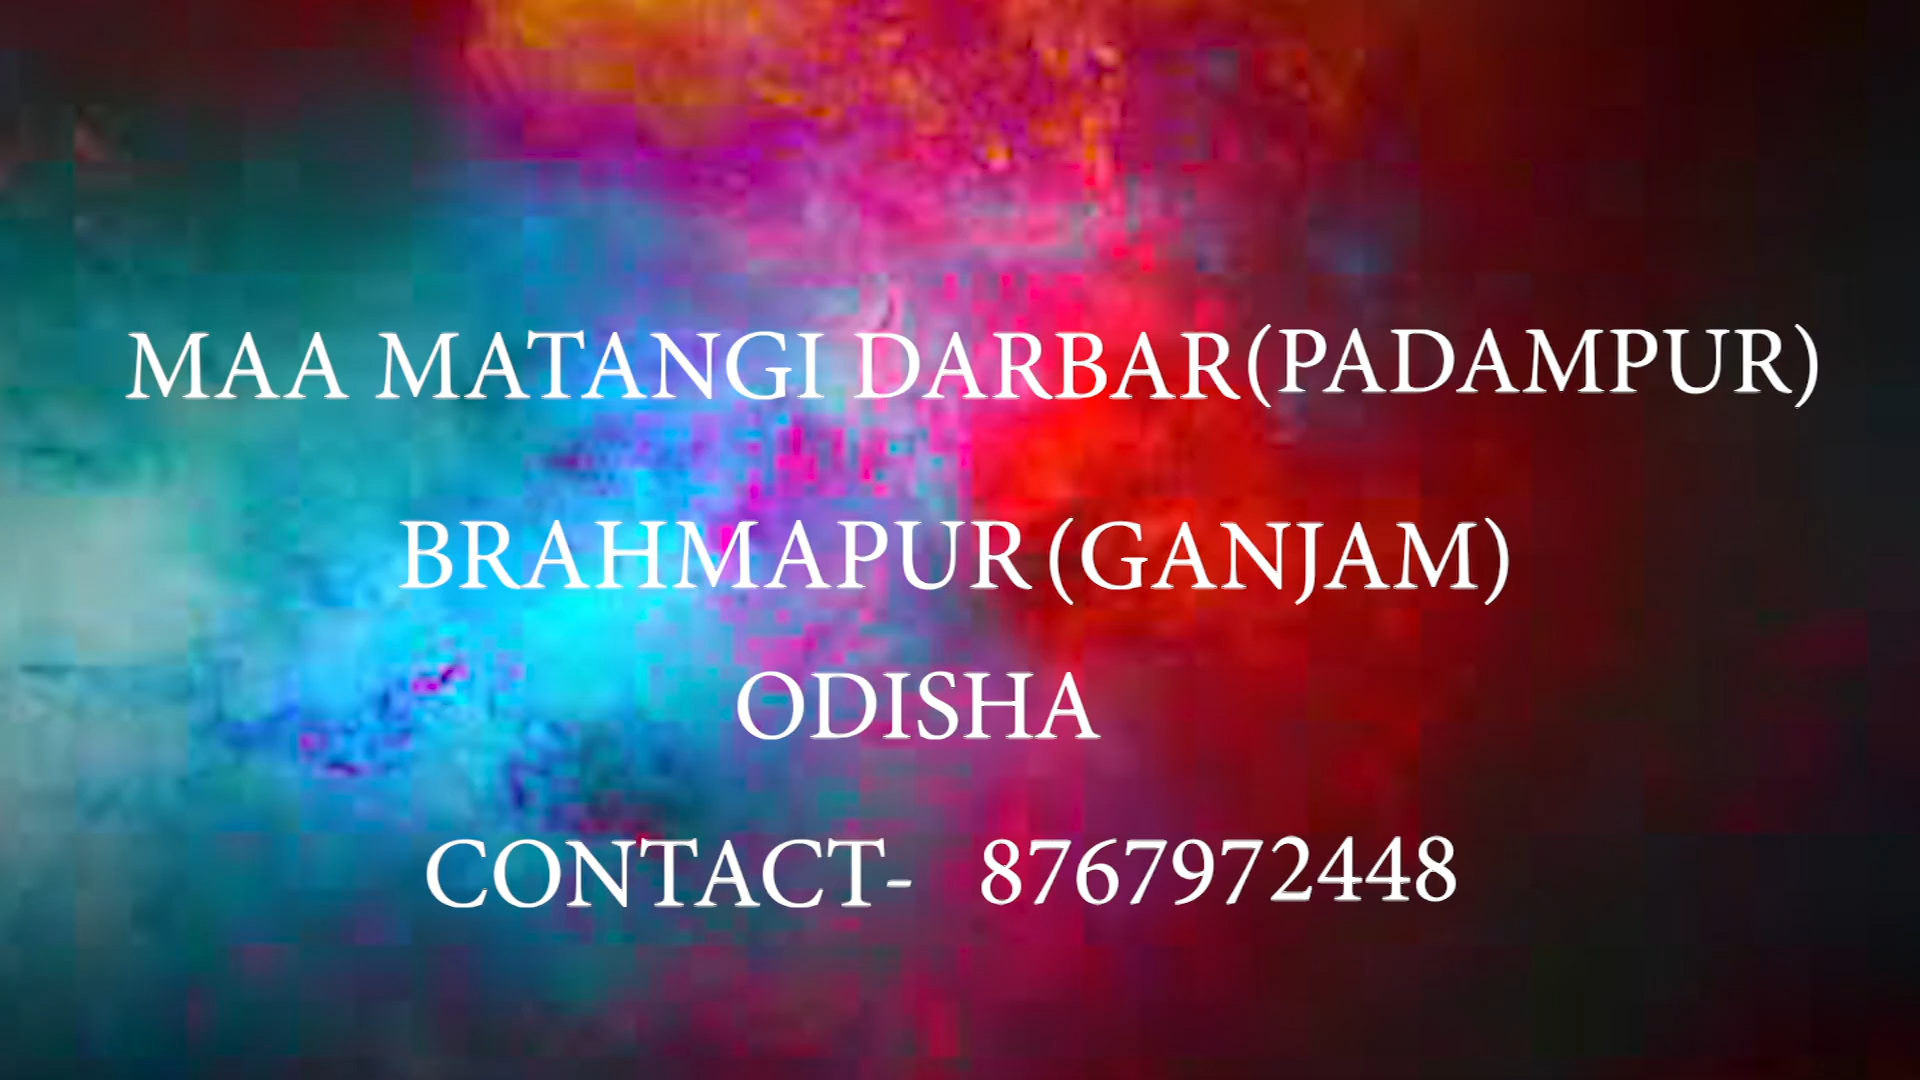 MAA MATANGI DARBAR(PADAMPUR)
BRAHMAPUR(GANJAM)
ODISHA
CONTACT- 8767972448